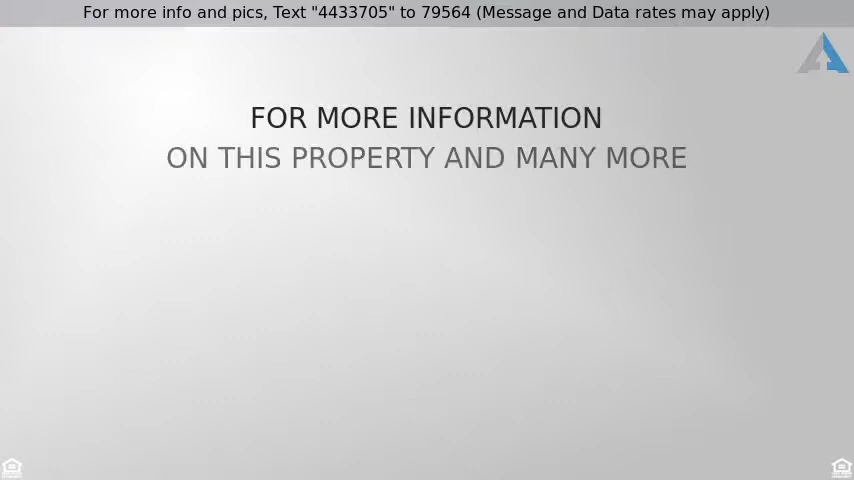 For more info and pics, Text "4433705" to 79564 (Message and Data rates may apply)
FOR MORE INFORMATION
ON THIS PROPERTY AND MANY MORE